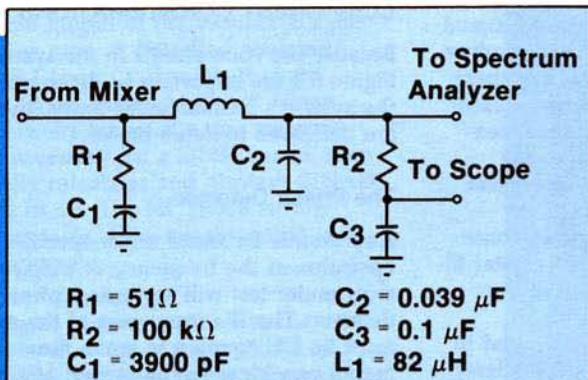 To Spectrum
Analyzer
From Mixer
L1
R1
C2
R2
To Scope
C1
C3
R1 = 51Ω
C2 = 0.039 μF
R2 = 100 kΩ
C3 = 0.1 μF
C1 = 3900 pF
L1 = 82 μH